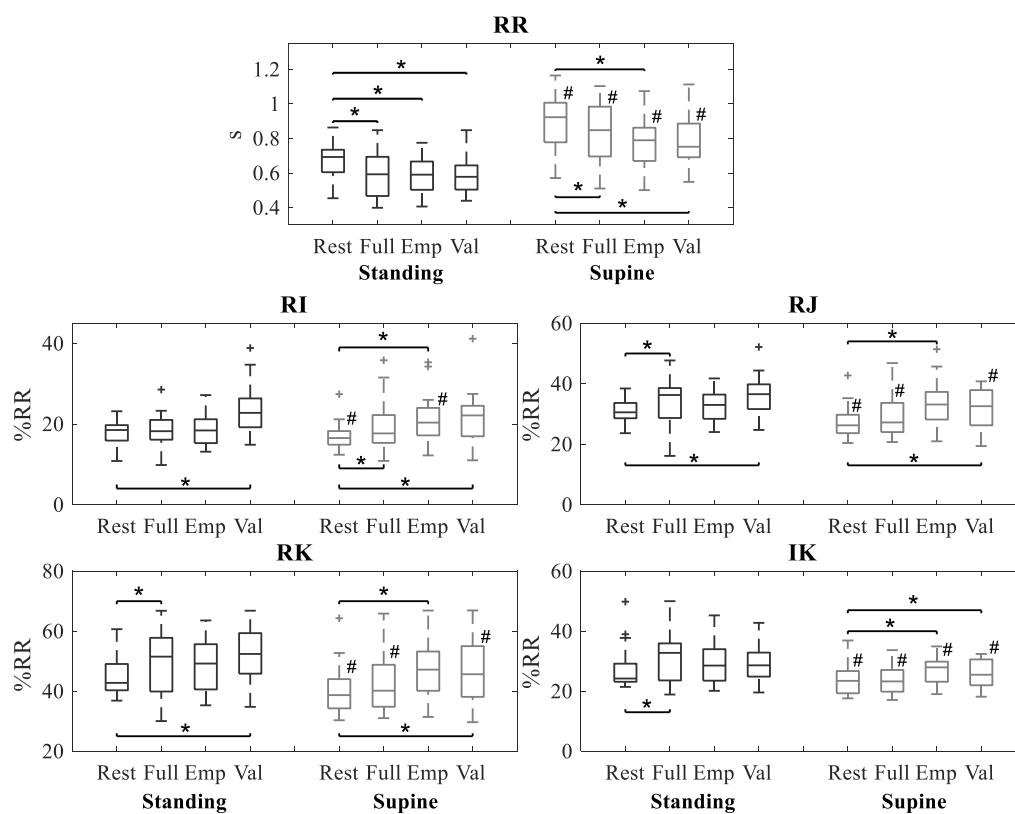 RR
1.2
1
0.8
0.6
0.4
s
* * *
* * *
# # # #
Rest Full Emp Val Rest Full Emp Val
Standing Supine
RI RJ
40
20
0
%RR
* * * *
# #
60
40
20
0
%RR
* * * *
# # #
Rest Full Emp Val Rest Full Emp Val Rest Full Emp Val Rest Full Emp Val
RK IK
80
60
40
20
%RR
* * * *
# # #
60
40
20
0
%RR
* * *
# # # #
Rest Full Emp Val Rest Full Emp Val Rest Full Emp Val Rest Full Emp Val
Standing Supine Standing Supine